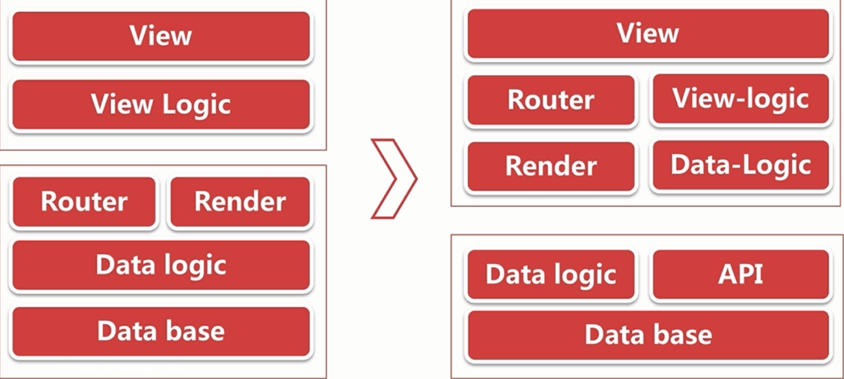 View
View Logic
Router Render
Data logic
Data base
View
Router View-logic
Render Data-Logic
Data logic API
Data base